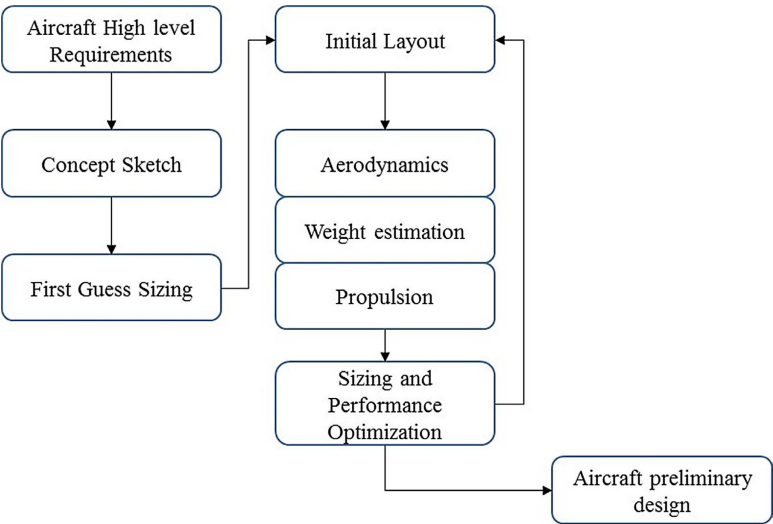 Aircraft High level
Requirements
Concept Sketch
First Guess Sizing
Initial Layout
Aerodynamics
Weight estimation
Propulsion
Sizing and
Performance
Optimization
Aircraft preliminary
design